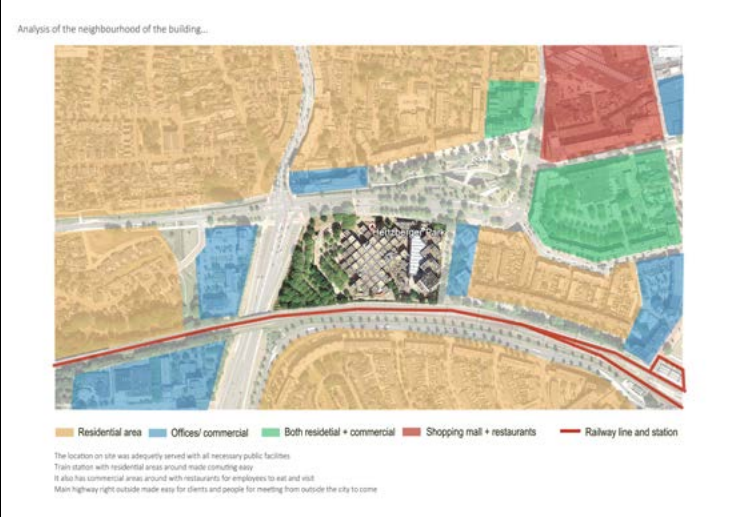 Analysis of the neighbourhood of the building...
Hertzberger Park
Residential area
Offices/ commercial
Both residetial + commercial
Shopping mall + restaurants
Railway line and station
The location on site was adequetly served with all necessary public facilities
Train station with residential areas around made comuting easy
It also has commercial areas around with restaurants for employees to eat and visit
Main highway right outside made easy for clients and people for meeting from outside the city to come